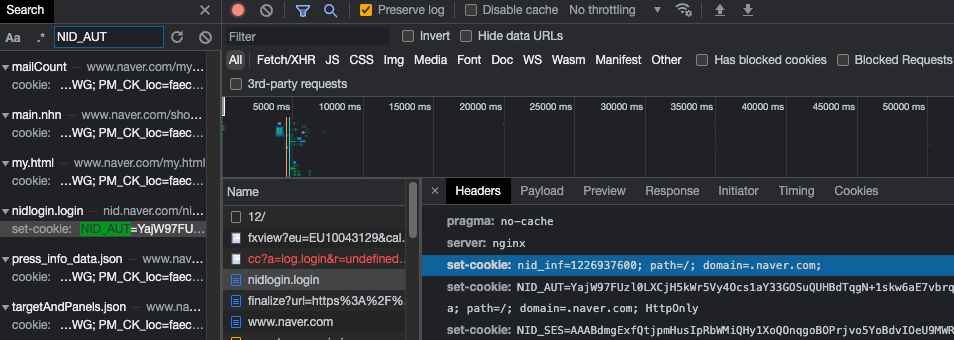 Search
Preserve log
Disable cache
No throttling
Aa
.*
NID_AUT
Filter
Invert
Hide data URLs
All
Fetch/XHR
JS
CSS
Img
Media
Font
Doc
WS
Wasm
Manifest
Other
Has blocked cookies
Blocked Requests
3rd-party requests
mailCount — www.naver.com/my…
cookie: …WG; PM_CK_loc=faec…
main.nhn — www.naver.com/sho…
cookie: …WG; PM_CK_loc=faec…
my.html — www.naver.com/my.html
cookie: …WG; PM_CK_loc=faec…
nidlogin.login — nid.naver.com/ni…
set-cookie: NID_AUT=YajW97FU…
press_info_data.json — www.nav…
cookie: …WG; PM_CK_loc=faec…
targetAndPanels.json — www.nav…
cookie: …WG; PM_CK_loc=faec…
5000 ms
10000 ms
15000 ms
20000 ms
25000 ms
30000 ms
35000 ms
40000 ms
45000 ms
50000 ms
Name
12/
fxview?eu=EU10043129&cal…
cc?a=log.login&r=undefined…
nidlogin.login
finalize?url=https%3A%2F%…
www.naver.com
× Headers Payload Preview Response Initiator Timing Cookies
pragma: no-cache
server: nginx
set-cookie: nid_inf=1226937600; path=/; domain=.naver.com;
set-cookie: NID_AUT=YajW97FUzl0LXCjH5kWr5Vy4Ocs1aY33GOSuQUHBdTqgN+1skw6aE7vbrq
a; path=/; domain=.naver.com; HttpOnly
set-cookie: NID_SES=AAABdmgExfQtjpmHusIpRbWMiQHy1XoQOnqgoBOPrjvo5YoBdvIOeU9MWR